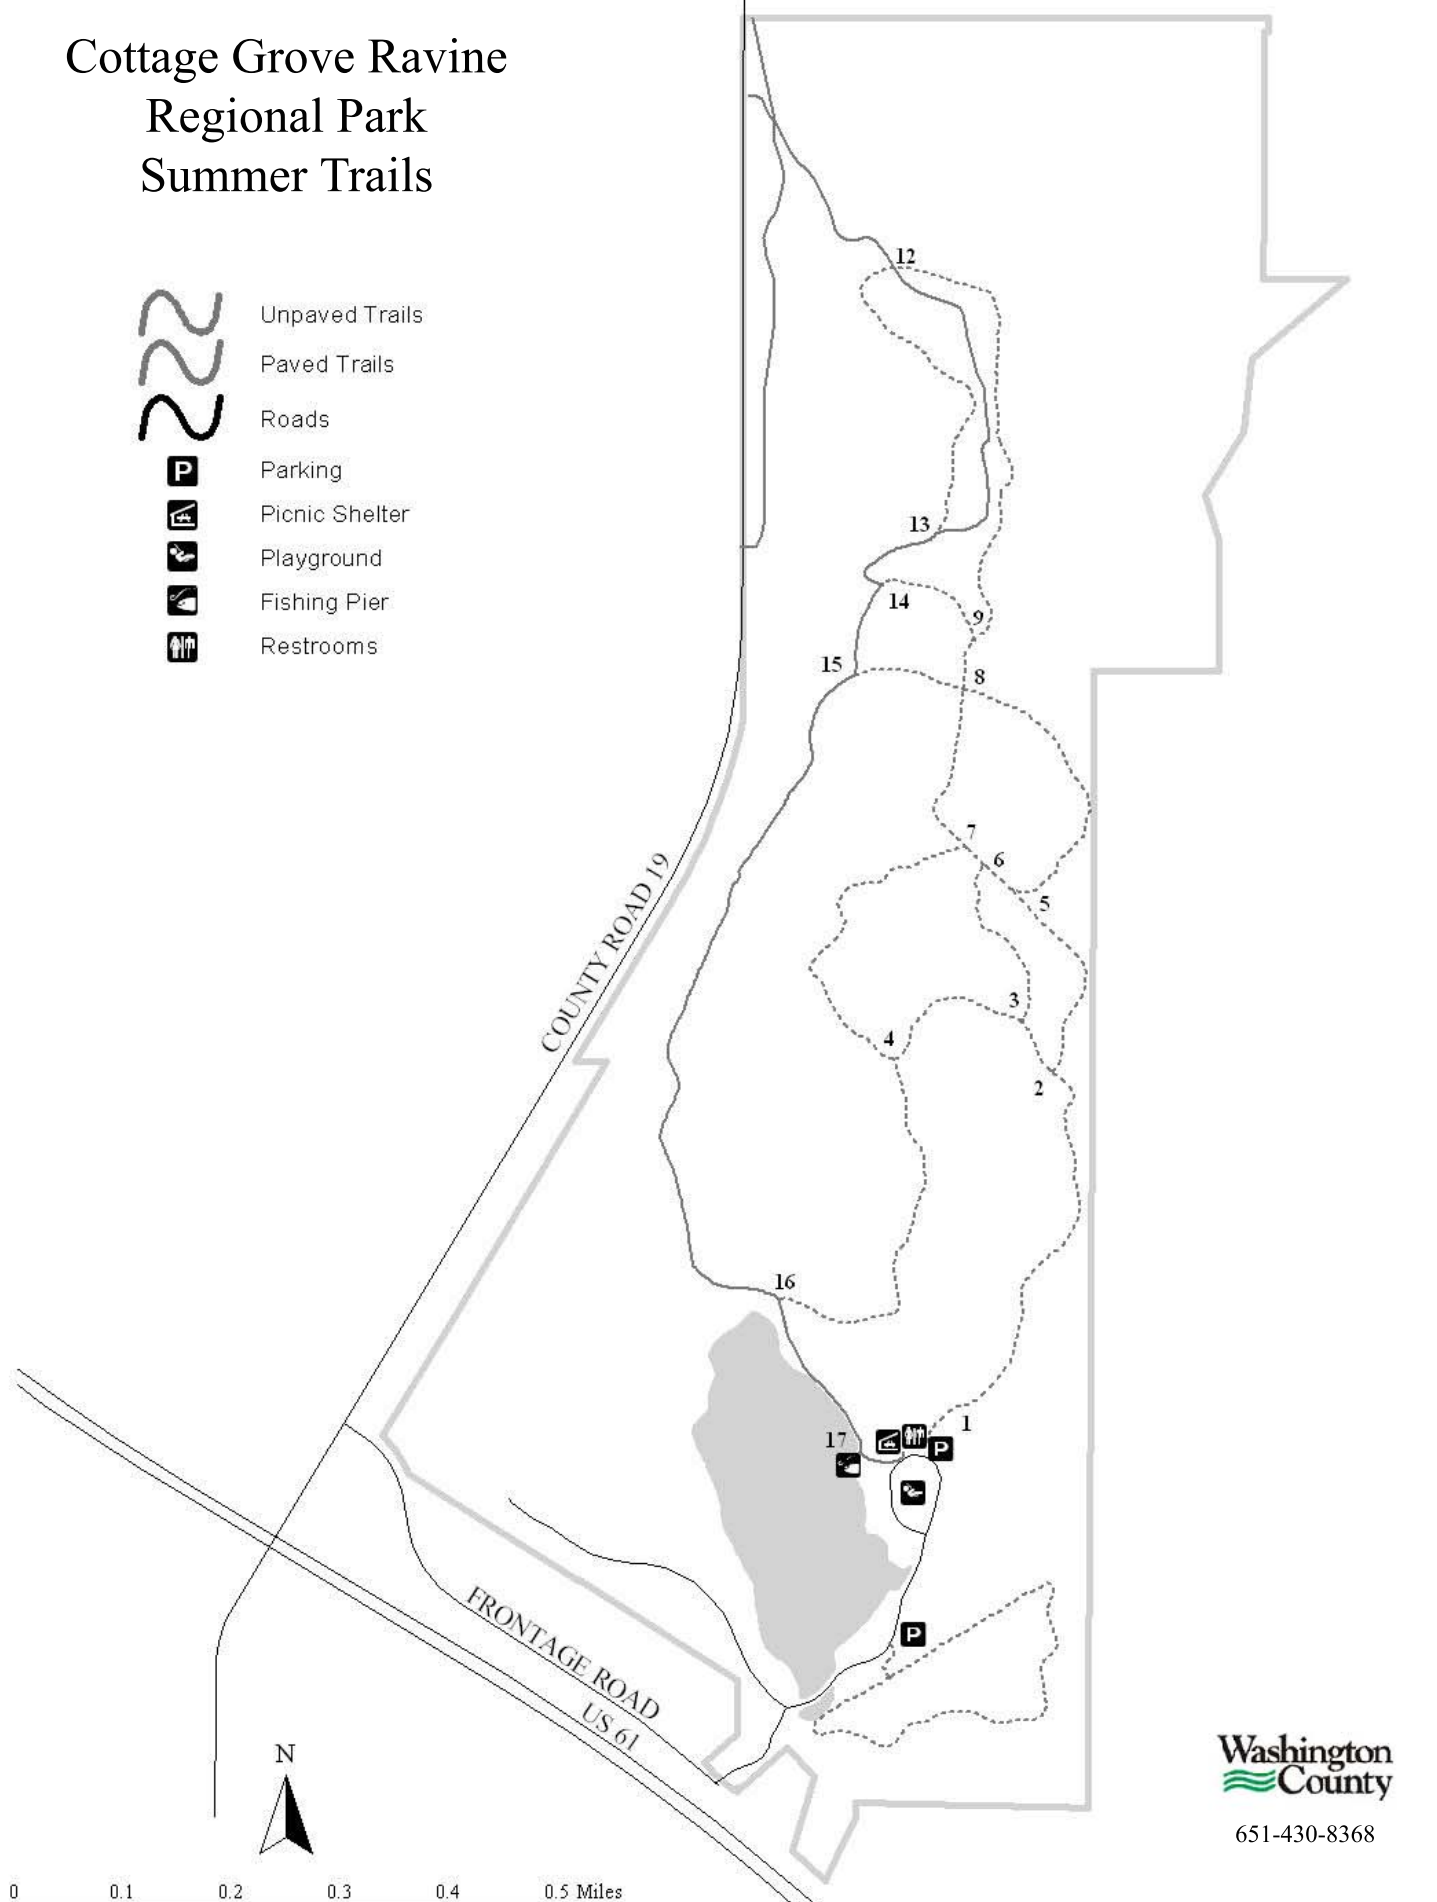 Cottage Grove Ravine
Regional Park
Summer Trails
Unpaved Trails
Paved Trails
Roads
P
Parking
Picnic Shelter
Playground
Fishing Pier
Restrooms
12
13
14
9
15
8
7
6
5
3
4
2
16
1
17
P
P
COUNTY ROAD 19
FRONTAGE ROAD
US 61
N
0 0.1 0.2 0.3 0.4 0.5 Miles
Washington
County
651-430-8368